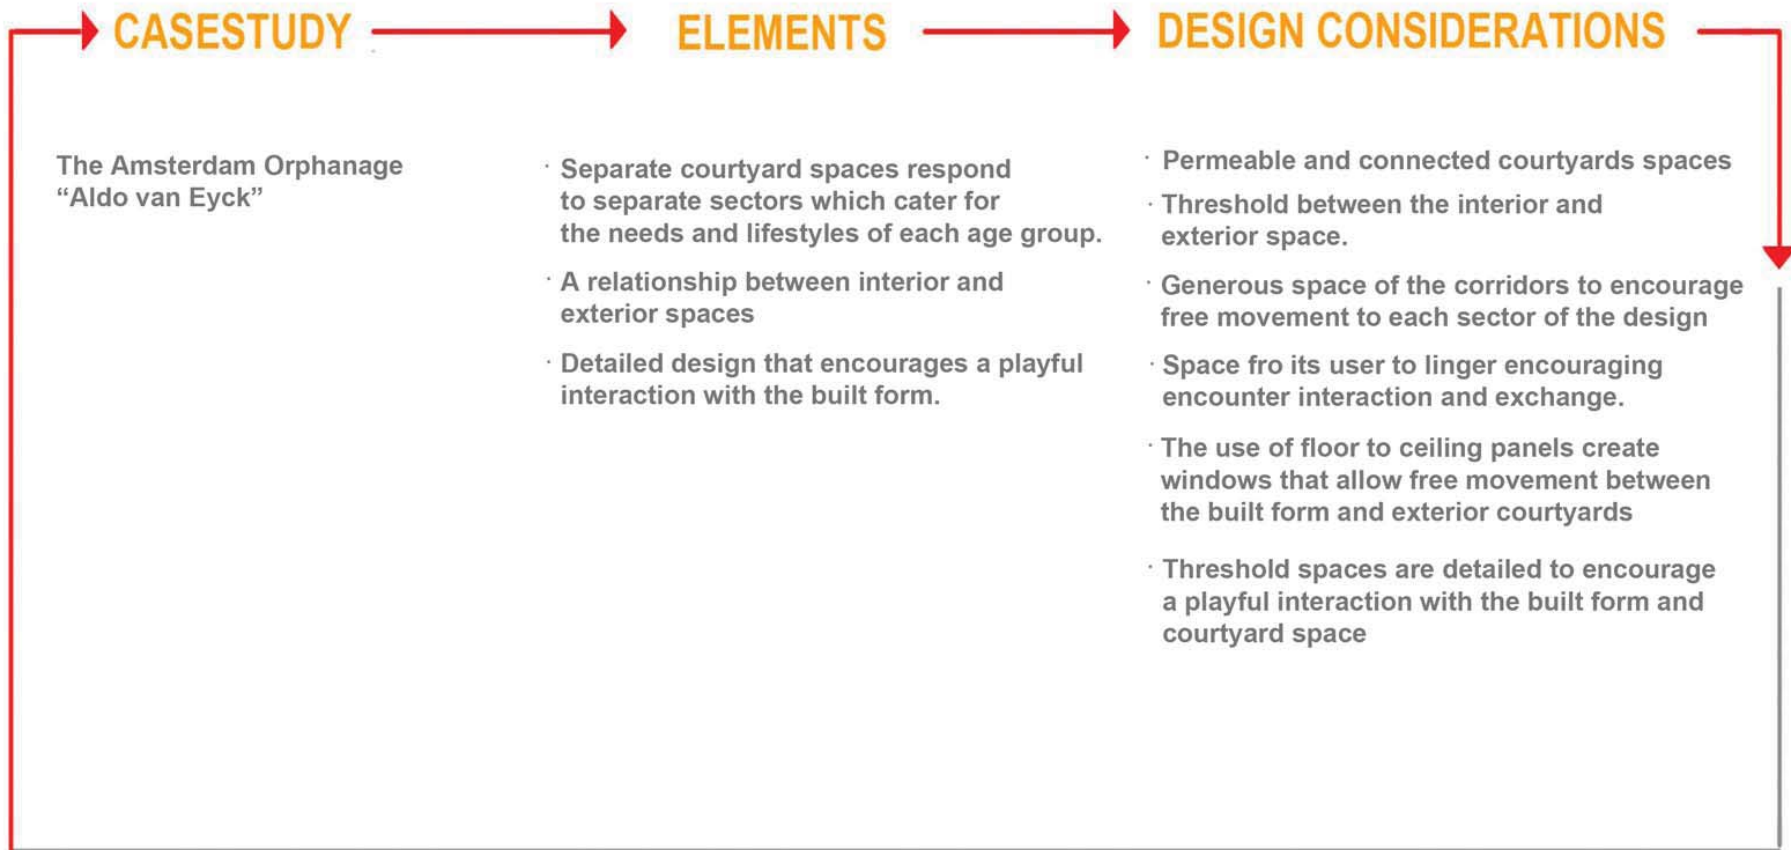 CASESTUDY
ELEMENTS
DESIGN CONSIDERATIONS
The Amsterdam Orphanage
“Aldo van Eyck”
· Separate courtyard spaces respond
to separate sectors which cater for
the needs and lifestyles of each age group.
· A relationship between interior and
exterior spaces
· Detailed design that encourages a playful
interaction with the built form.
· Permeable and connected courtyards spaces
· Threshold between the interior and
exterior space.
· Generous space of the corridors to encourage
free movement to each sector of the design
· Space fro its user to linger encouraging
encounter interaction and exchange.
· The use of floor to ceiling panels create
windows that allow free movement between
the built form and exterior courtyards
· Threshold spaces are detailed to encourage
a playful interaction with the built form and
courtyard space